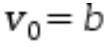 v₀ = b